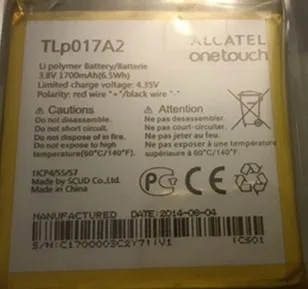 TLp017A2
ALCATEL
onetouch
Li polymer Battery/Batterie
3.8V 1700mAh(6.5Wh)
Limited charge voltage: 4.35V
Polarity: red wire "+"/black wire "-"
Cautions
Do not disassemble.
Do not short circuit.
Do not dispose of in fire.
Do not expose to high
temperature(60°C/140°F).
Attention
Ne pas desassembler.
Ne pas court-circuiter.
Ne pas jeter au feu.
Ne pas exposer à >
(60°C/140°F).
1ICP4/55/57
Made by SCUD Co.,Ltd.
in China
PC CE
MANUFACTURED DATE:2014-08-04
S/N:C170000
IC601